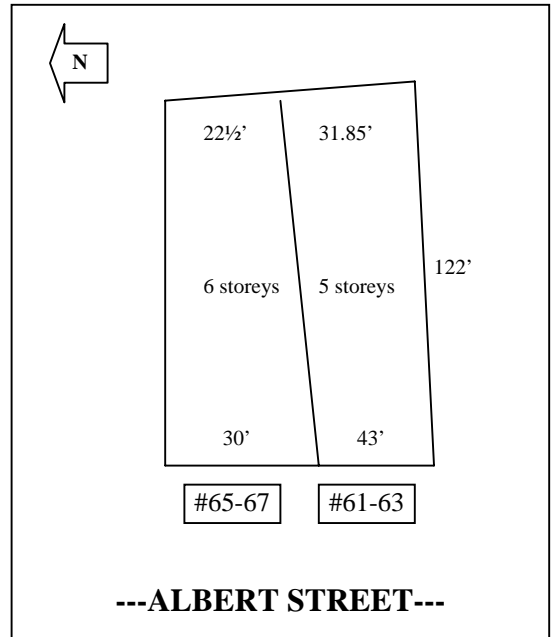 N
22½’ 31.85’
122’
6 storeys 5 storeys
30’ 43’
#65-67 #61-63
---ALBERT STREET---